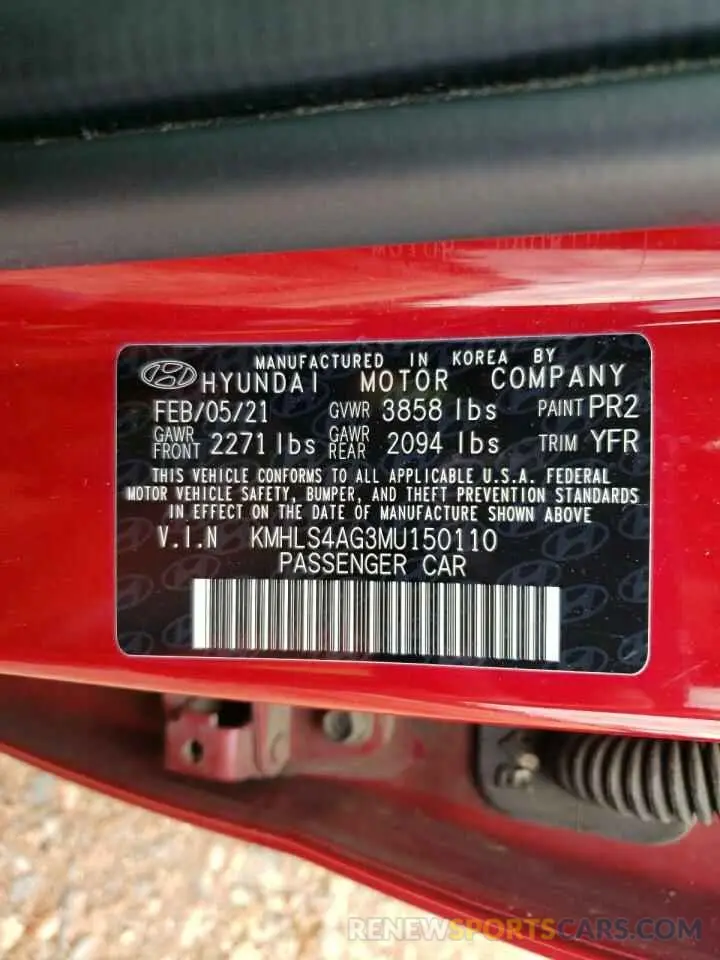 MANUFACTURED IN KOREA BY
HYUNDAI MOTOR COMPANY
FEB/05/21 GVWR 3858 lbs PAINT PR2
GAWR FRONT 2271 lbs GAWR REAR 2094 lbs TRIM YFR
THIS VEHICLE CONFORMS TO ALL APPLICABLE U.S.A. FEDERAL
MOTOR VEHICLE SAFETY, BUMPER, AND THEFT PREVENTION STANDARDS
IN EFFECT ON THE DATE OF MANUFACTURE SHOWN ABOVE
V.I.N KMHLS4AG3MU150110
PASSENGER CAR
RENEWSPORTSCARS.COM